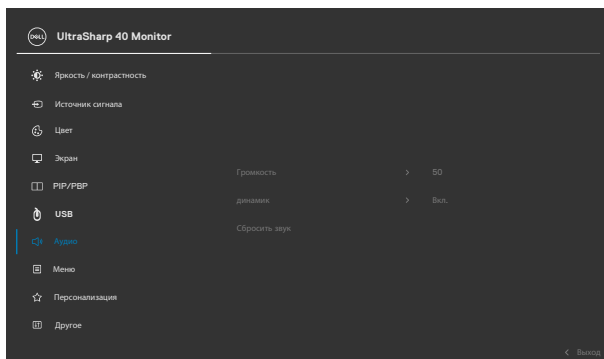 DELL UltraSharp 40 Monitor
Яркость / контрастность
Источник сигнала
Цвет
Экран
Громкость > 50
PIP/PBP
динамик > Вкл.
USB
Сбросить звук
Аудио
Меню
Персонализация
Другое
< Выход